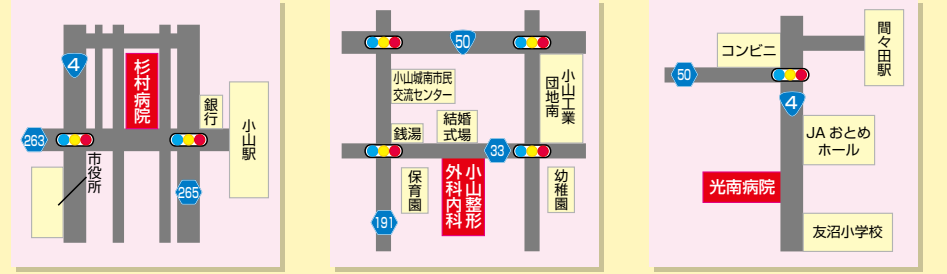 4
杉村病院
銀行
小山駅
263
市役所
265
50
小山城南市民
交流センター
小山工業
団地南
銭湯
結婚
式場
33
保育園
小山整形
外科内科
幼稚園
191
コンビニ
間々田駅
50
4
JA おとめ
ホール
光南病院
友沼小学校